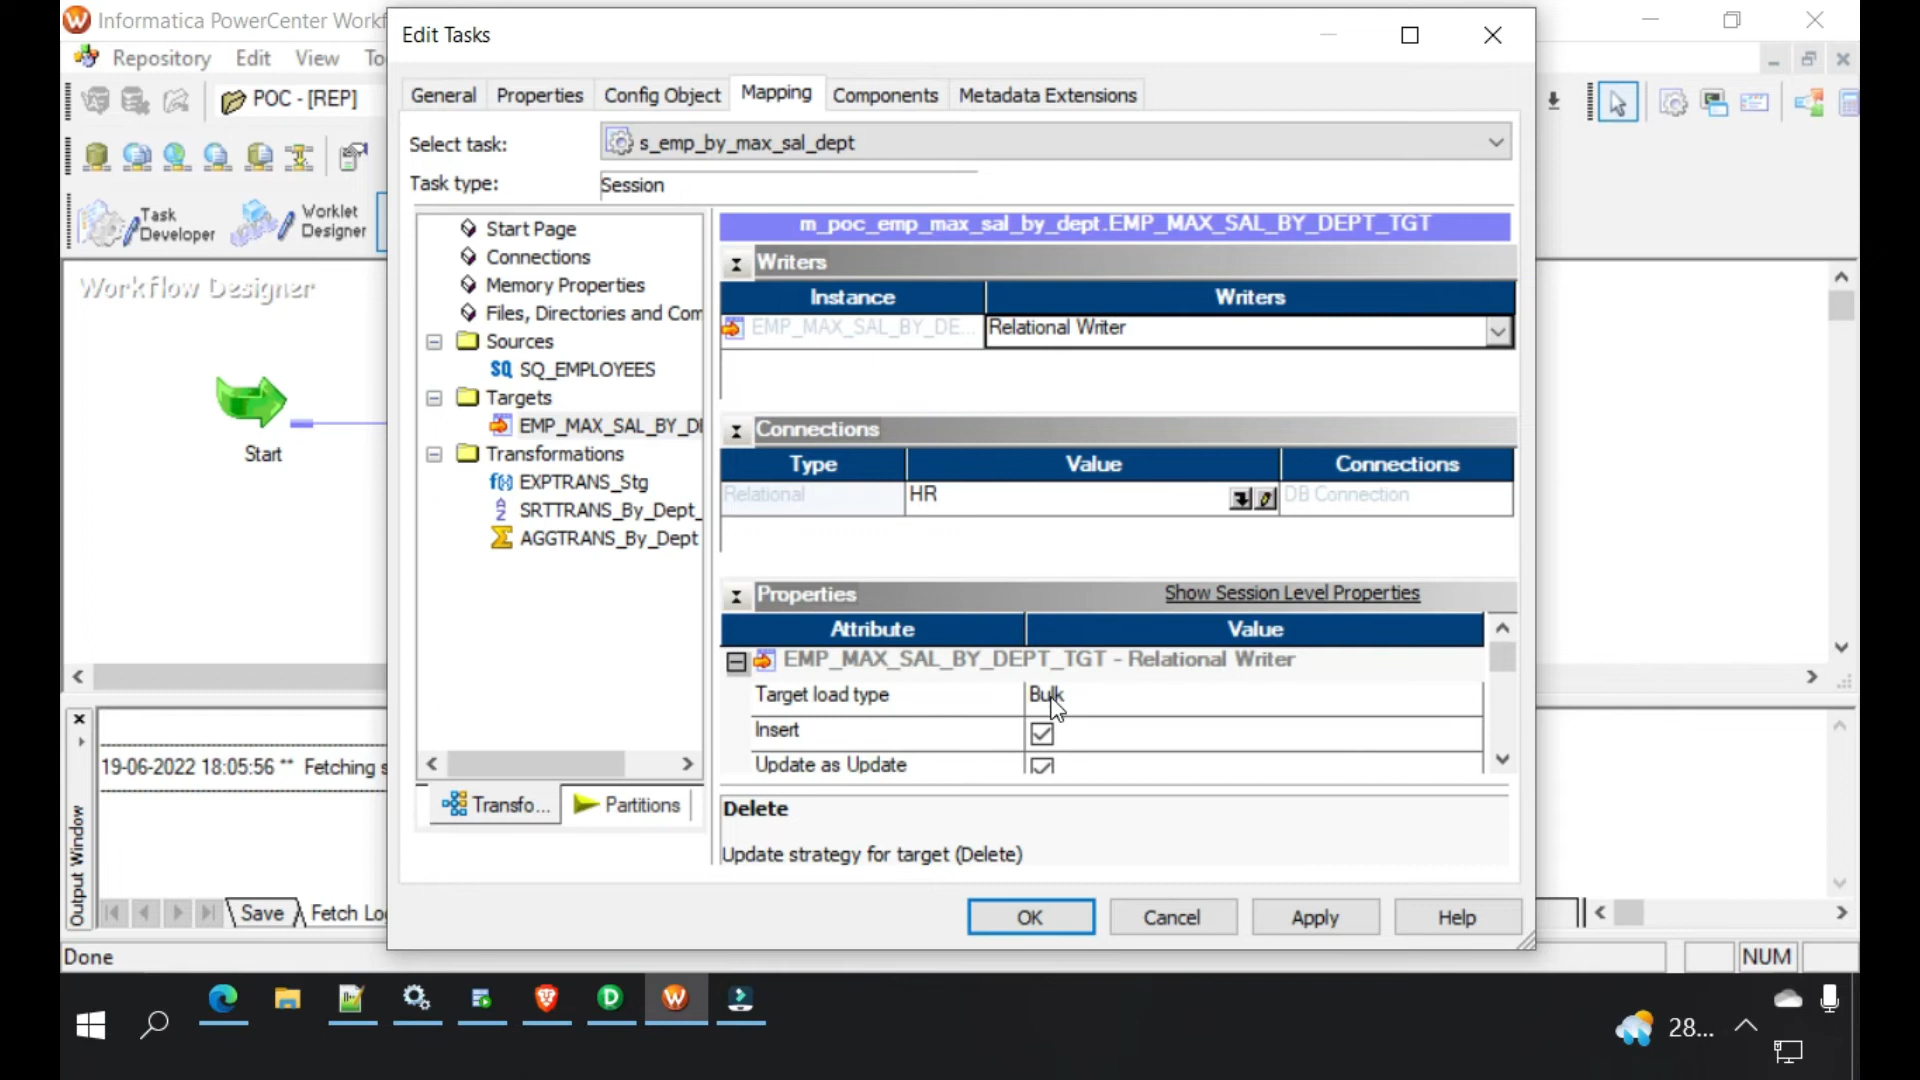 Informatica PowerCenter Workf
Edit Tasks
Repository Edit View To
POC - [REP]
General Properties Config Object Mapping Components Metadata Extensions
Select task: s_emp_by_max_sal_dept
Task type: Session
Task Developer
Worklet Designer
Workflow Designer
Start
Start Page
Connections
Memory Properties
Files, Directories and Com
Sources
SQ SQ_EMPLOYEES
Targets
EMP_MAX_SAL_BY_DE
Transformations
f(x) EXPTRANS_Stg
A Z SRTTRANS_By_Dept_
Σ AGGTRANS_By_Dept
Transfo... Partitions
m_poc_emp_max_sal_by_dept.EMP_MAX_SAL_BY_DEPT_TGT
Writers
Instance Writers
EMP_MAX_SAL_BY_DE... Relational Writer
Connections
Type Value Connections
Relational HR DB Connection
Properties Show Session Level Properties
Attribute Value
EMP_MAX_SAL_BY_DEPT_TGT - Relational Writer
Target load type Bulk
Insert
Update as Update
Delete
Update strategy for target (Delete)
OK Cancel Apply Help
19-06-2022 18:05:56 ** Fetching s
Output Window
Save Fetch Lo
Done
NUM
28...